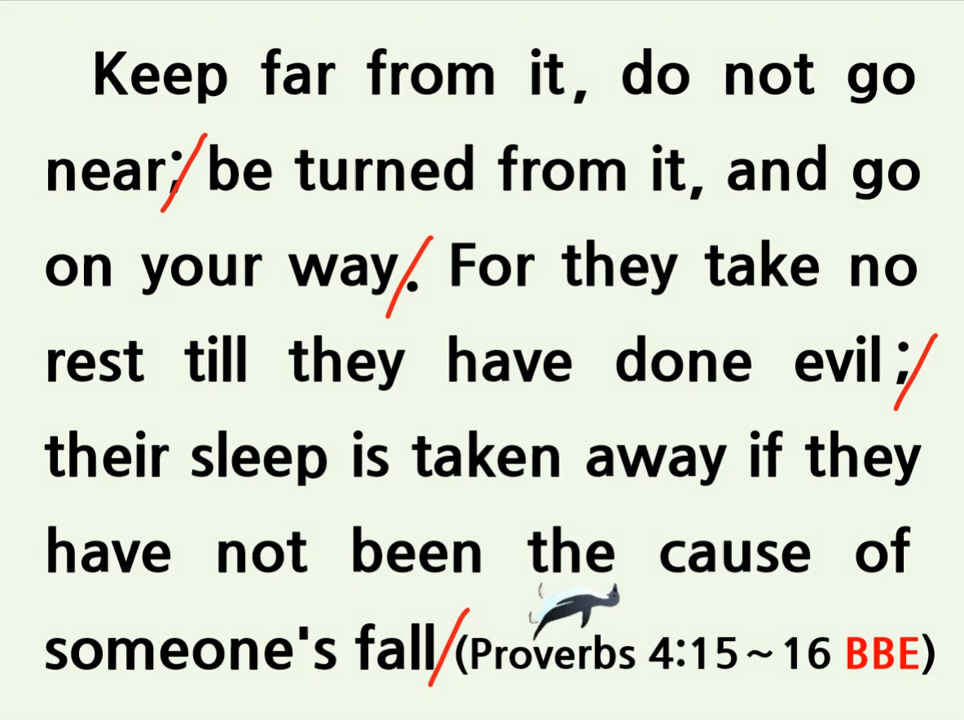 Keep far from it, do not go
near;/ be turned from it, and go
on your way/. For they take no
rest till they have done evil;/
their sleep is taken away if they
have not been the cause of
someone's fall/(Proverbs 4:15~16 BBE)